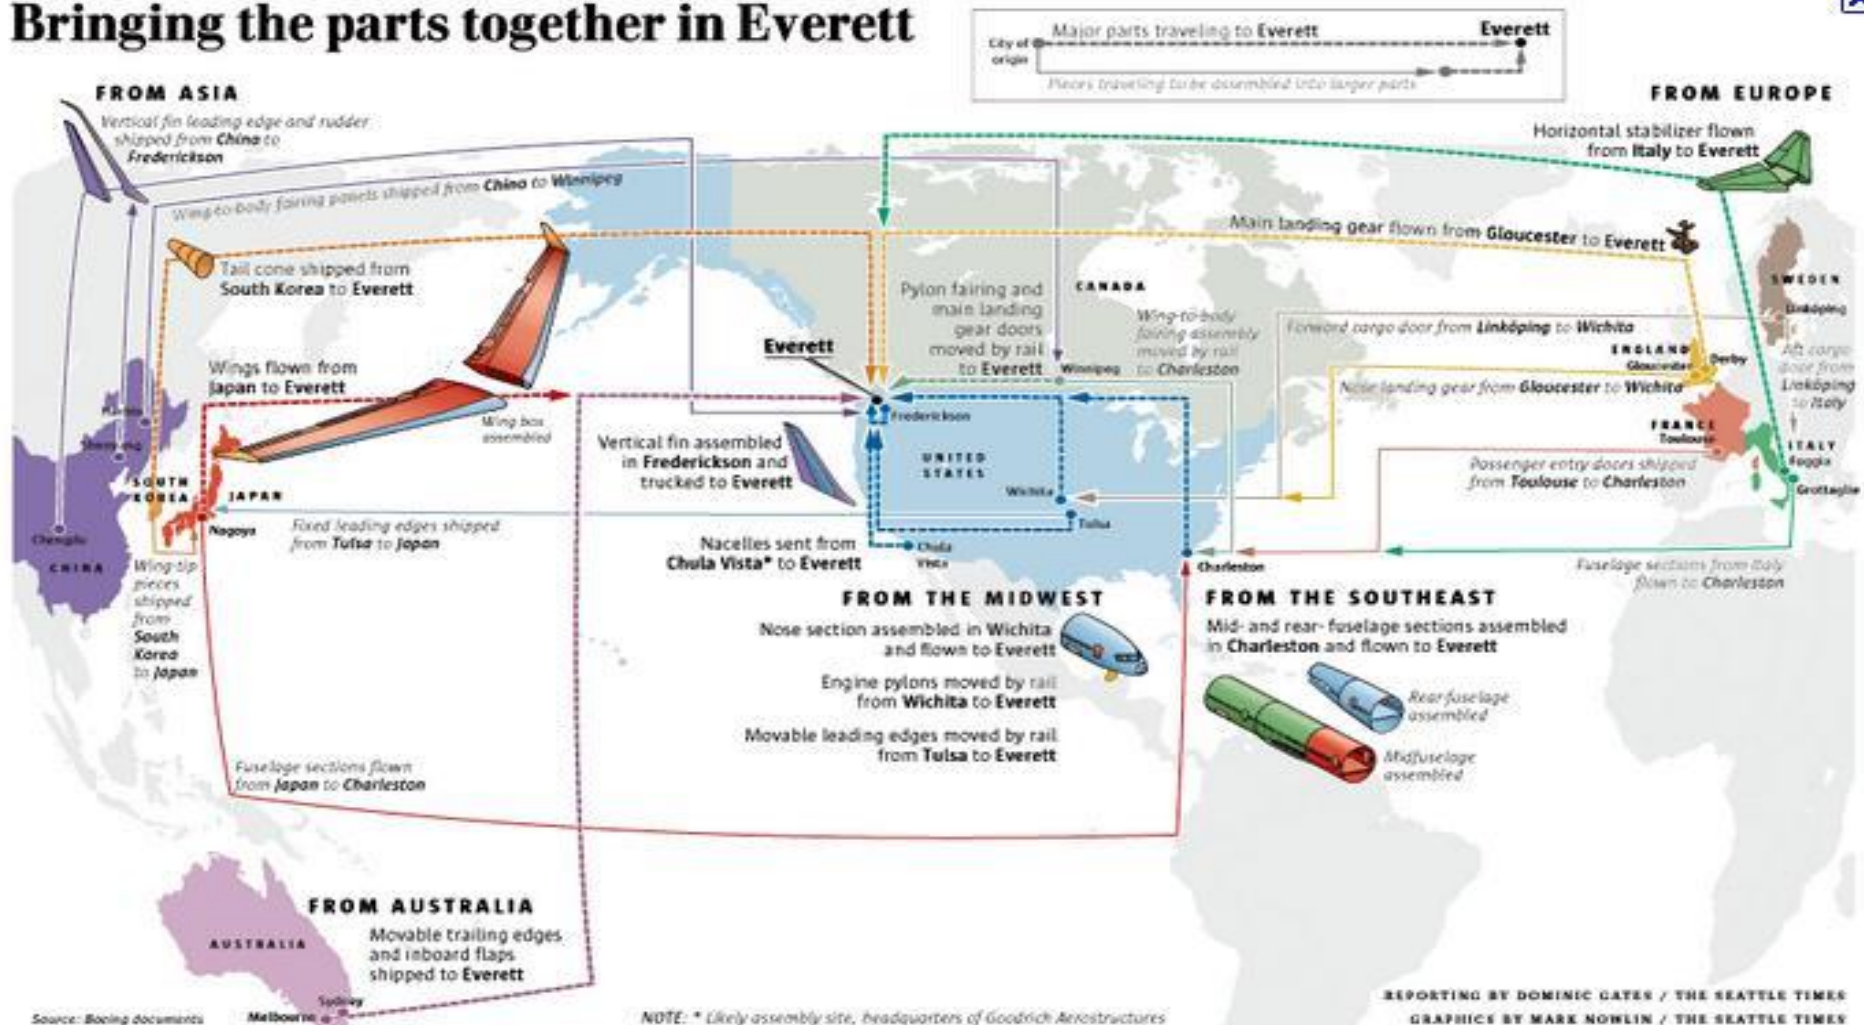 Bringing the parts together in Everett
Major parts traveling to Everett
Everett
City of
origin
Pieces traveling to be assembled into larger parts
FROM ASIA
Vertical fin leading edge and rudder
shipped from China to
Frederickson
Wing-to-body fairing panels shipped from China to Winnipeg
Tail cone shipped from
South Korea to Everett
Wings flown from
Japan to Everett
Wing box
assembled
Shenyang
SOUTH
KOREA
JAPAN
Nagoya
Chengdu
CHINA
Fixed leading edges shipped
from Tulsa to Japan
Wing-tip
pieces
shipped
from
South
Korea
to Japan
Fuselage sections flown
from Japan to Charleston
FROM EUROPE
Horizontal stabilizer flown
from Italy to Everett
Main landing gear flown from Gloucester to Everett
SWEDEN
Linköping
Forward cargo door from Linköping to Wichita
ENGLAND
Gloucester
Derby
Nose landing gear from Gloucester to Wichita
Aft cargo
door from
Linköping
to Italy
FRANCE
Toulouse
Passenger entry doors shipped
from Toulouse to Charleston
ITALY
Foggia
Grottaglie
Fuselage sections from Italy
flown to Charleston
CANADA
Pylon fairing and
main landing
gear doors
moved by rail
to Everett
Wing-to-body
fairing assembly
moved by rail
to Charleston
Winnipeg
Everett
Frederickson
Vertical fin assembled
in Frederickson and
trucked to Everett
UNITED
STATES
Wichita
Tulsa
Nacelles sent from
Chula Vista* to Everett
Chula
Vista
Charleston
FROM THE MIDWEST
Nose section assembled in Wichita
and flown to Everett
Engine pylons moved by rail
from Wichita to Everett
Movable leading edges moved by rail
from Tulsa to Everett
FROM THE SOUTHEAST
Mid- and rear- fuselage sections assembled
in Charleston and flown to Everett
Rear fuselage
assembled
Midfuselage
assembled
FROM AUSTRALIA
Movable trailing edges
and inboard flaps
shipped to Everett
AUSTRALIA
Sydney
Melbourne
Source: Boeing documents
NOTE: * Likely assembly site, headquarters of Goodrich Aerostructures
REPORTING BY DOMINIC GATES / THE SEATTLE TIMES
GRAPHICS BY MARK NOWLIN / THE SEATTLE TIMES